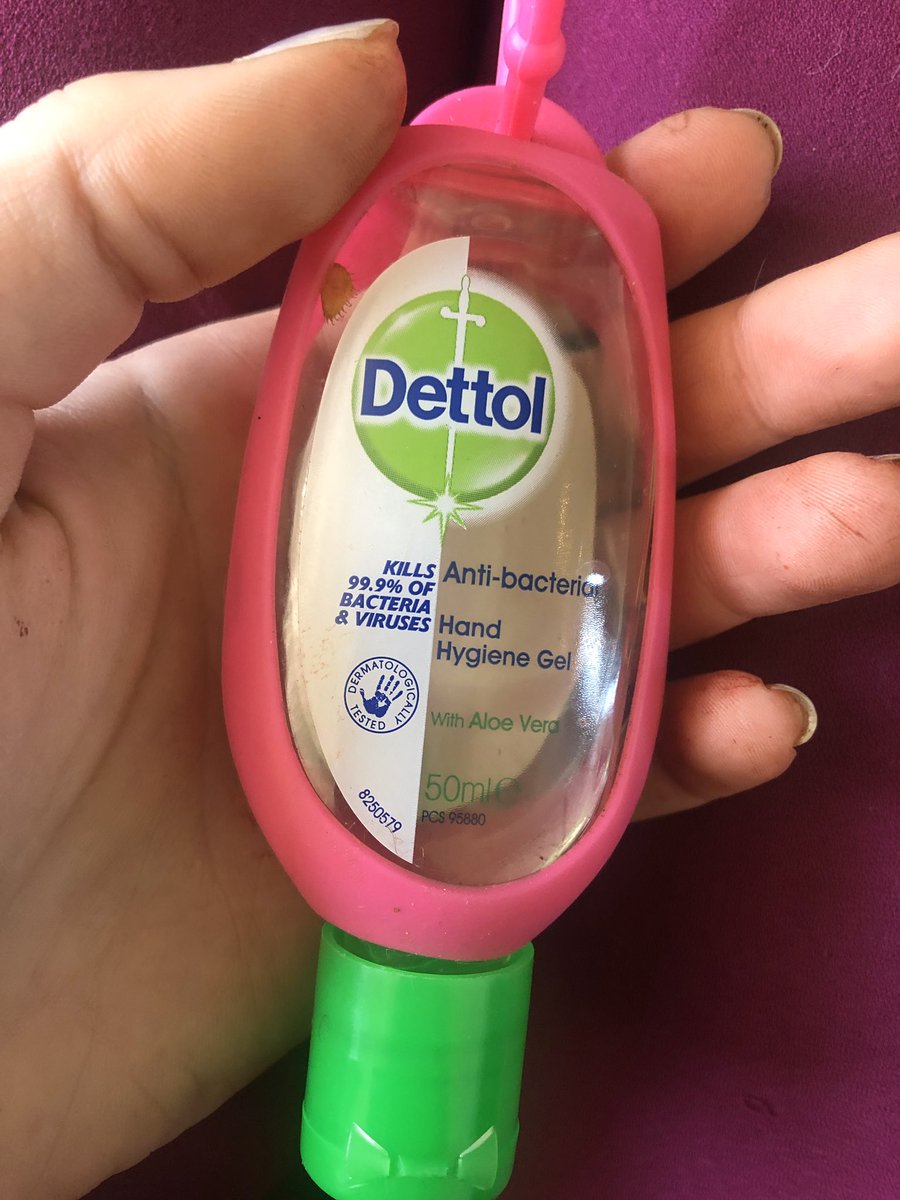 Dettol
KILLS
99.9% OF
BACTERIA
& VIRUSES
Anti-bacterial
Hand
Hygiene Gel
DERMATOLOGICALLY
TESTED
With Aloe Vera
50ml℮
PCS 95880
8250579